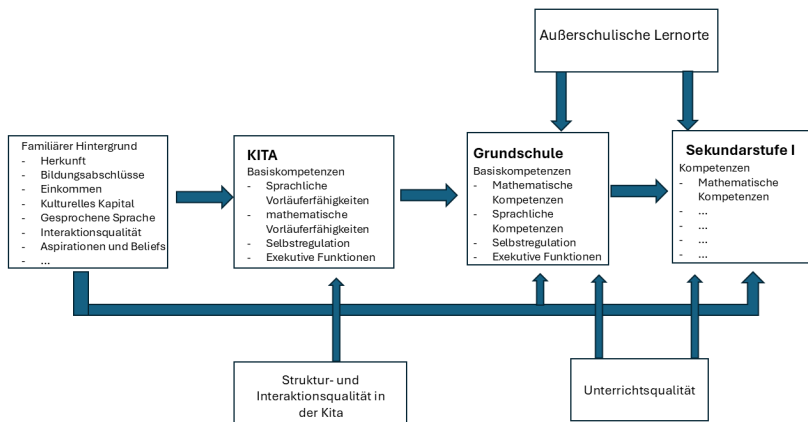 Außerschulische Lernorte
Familiärer Hintergrund
- Herkunft
- Bildungsabschlüsse
- Einkommen
- Kulturelles Kapital
- Gesprochene Sprache
- Interaktionsqualität
- Aspirationen und Beliefs
- ...
KITA
Basiskompetenzen
- Sprachliche
Vorläuferfähigkeiten
- mathematische
Vorläuferfähigkeiten
- Selbstregulation
- Exekutive Funktionen
Grundschule
Basiskompetenzen
- Mathematische
Kompetenzen
- Sprachliche
Kompetenzen
- Selbstregulation
- Exekutive Funktionen
Sekundarstufe I
Kompetenzen
- Mathematische
Kompetenzen
- ...
- ...
- ...
- ...
Struktur- und
Interaktionsqualität in
der Kita
Unterrichtsqualität